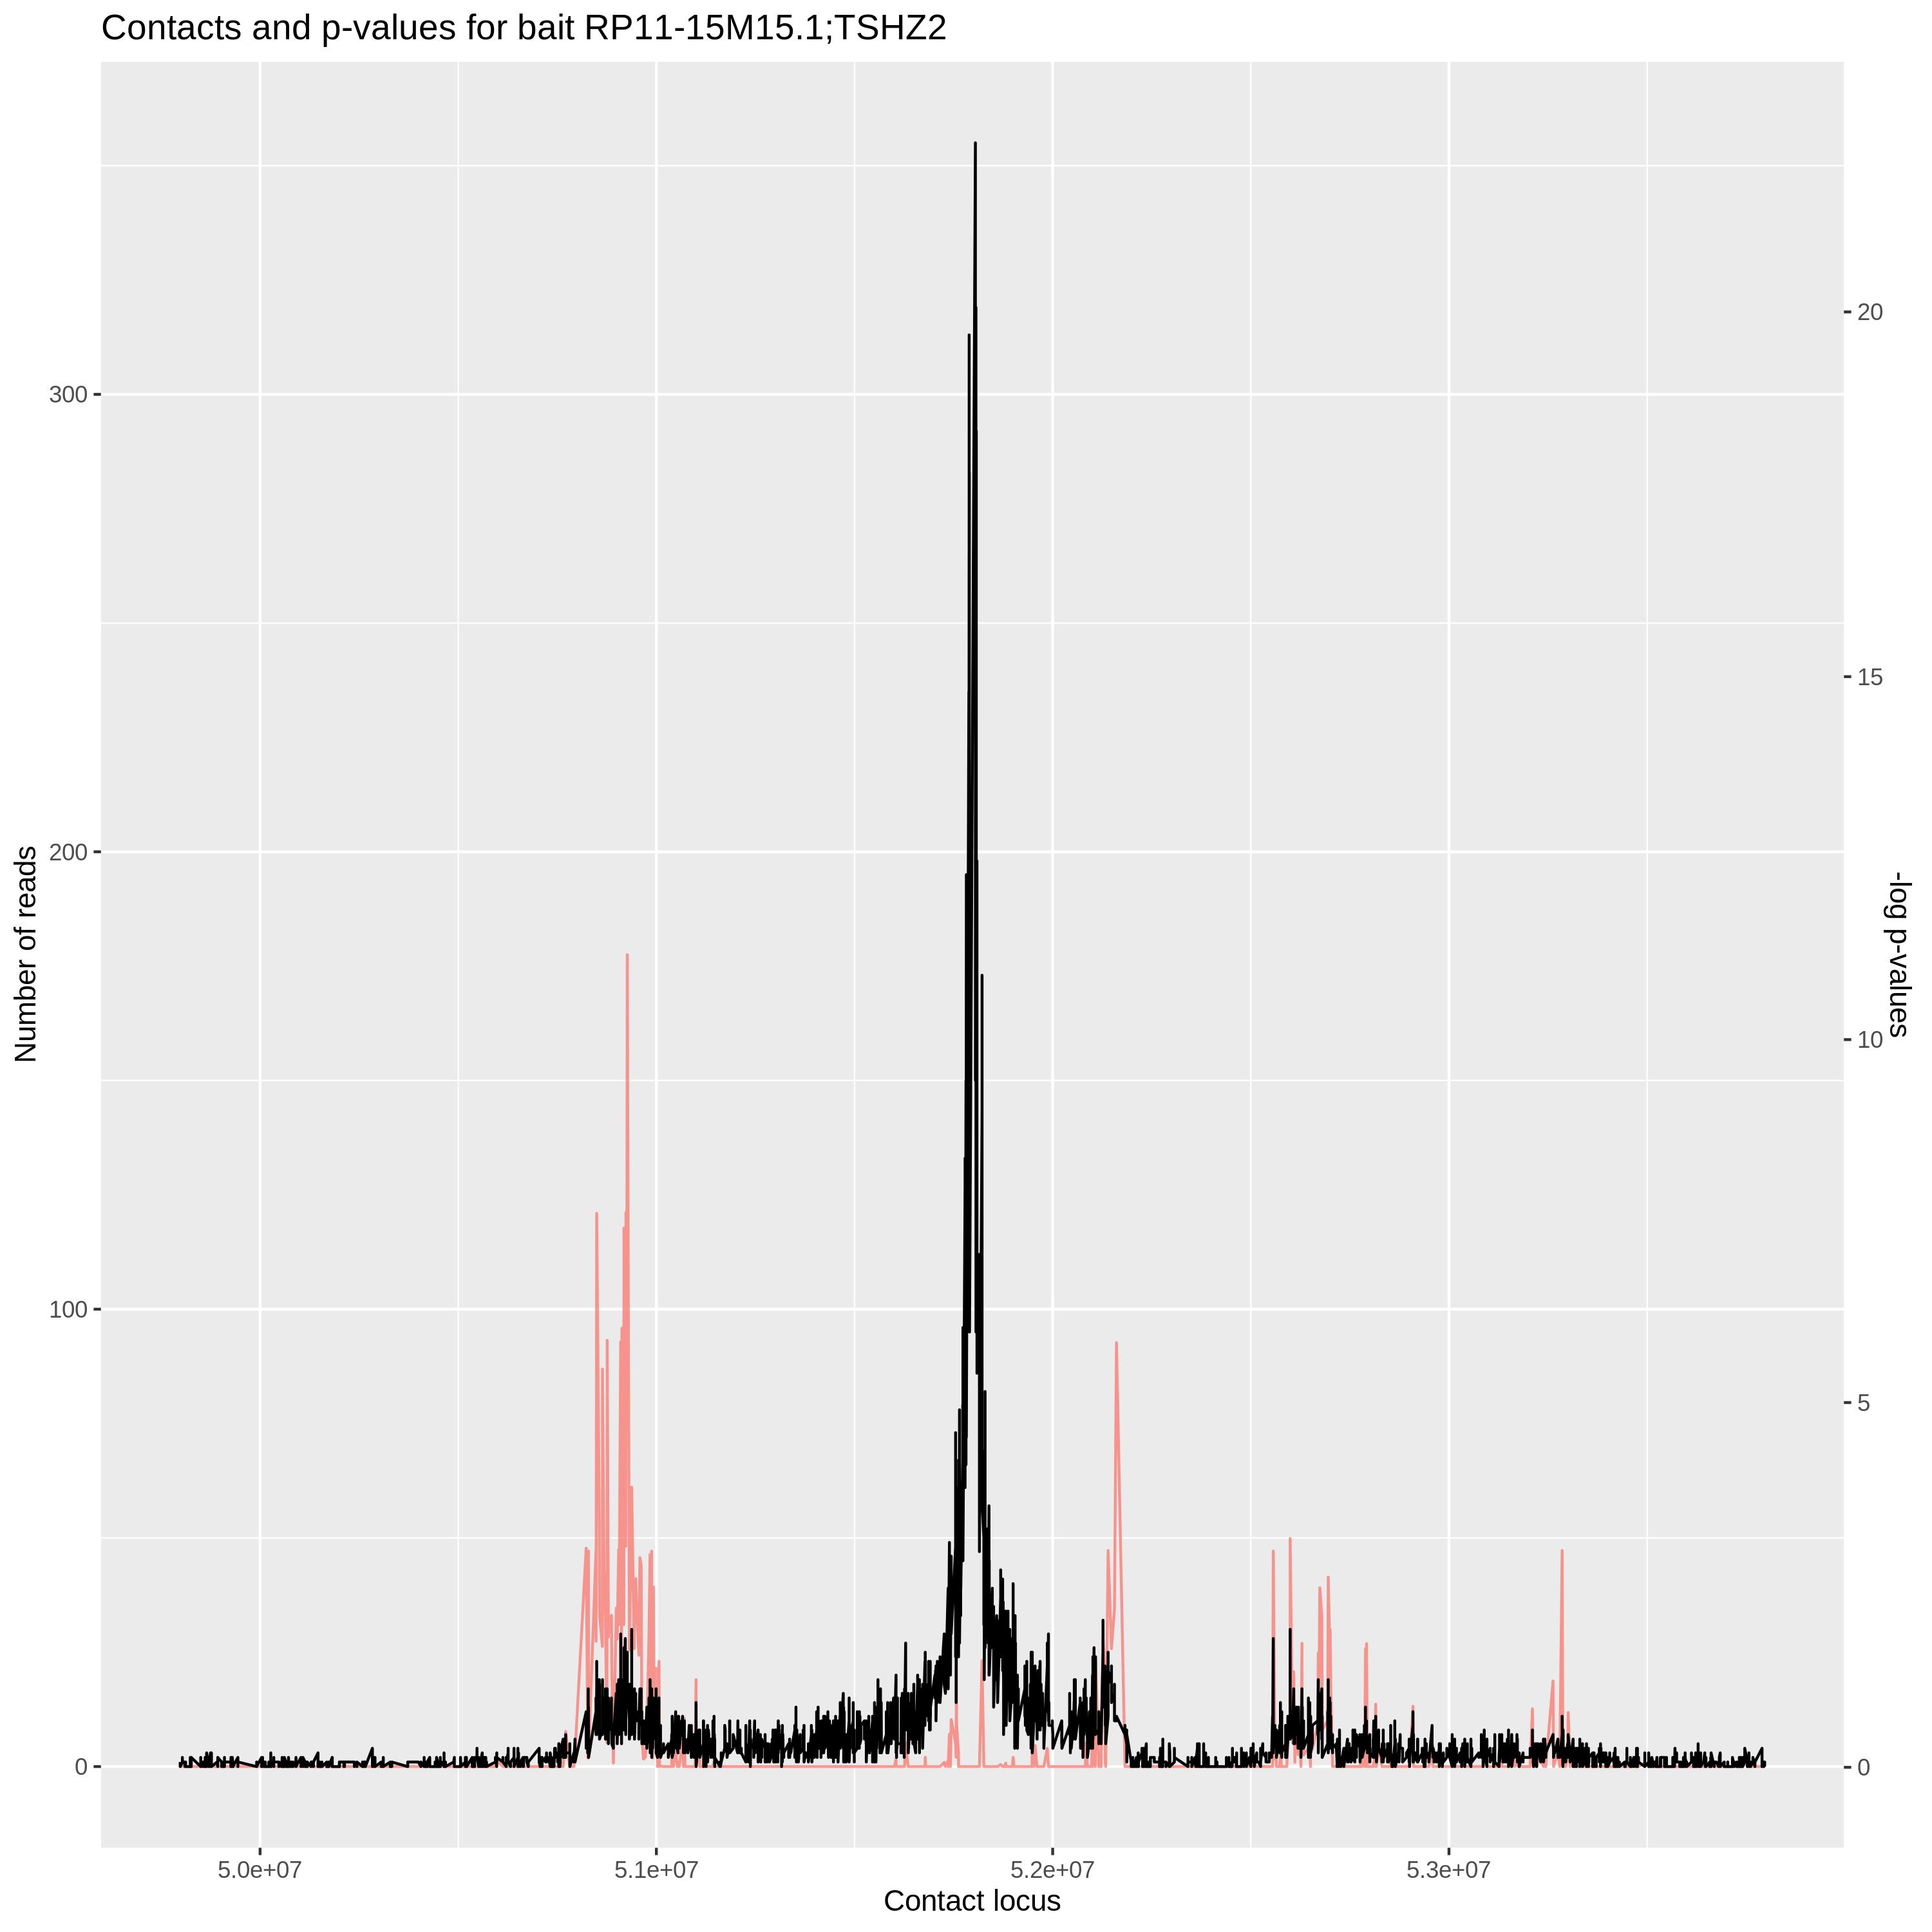 Contacts and p-values for bait RP11-15M15.1;TSHZ2
Number of reads
300
200
100
0
20
15
10
5
0
-log p-values
5.0e+07
5.1e+07
5.2e+07
5.3e+07
Contact locus